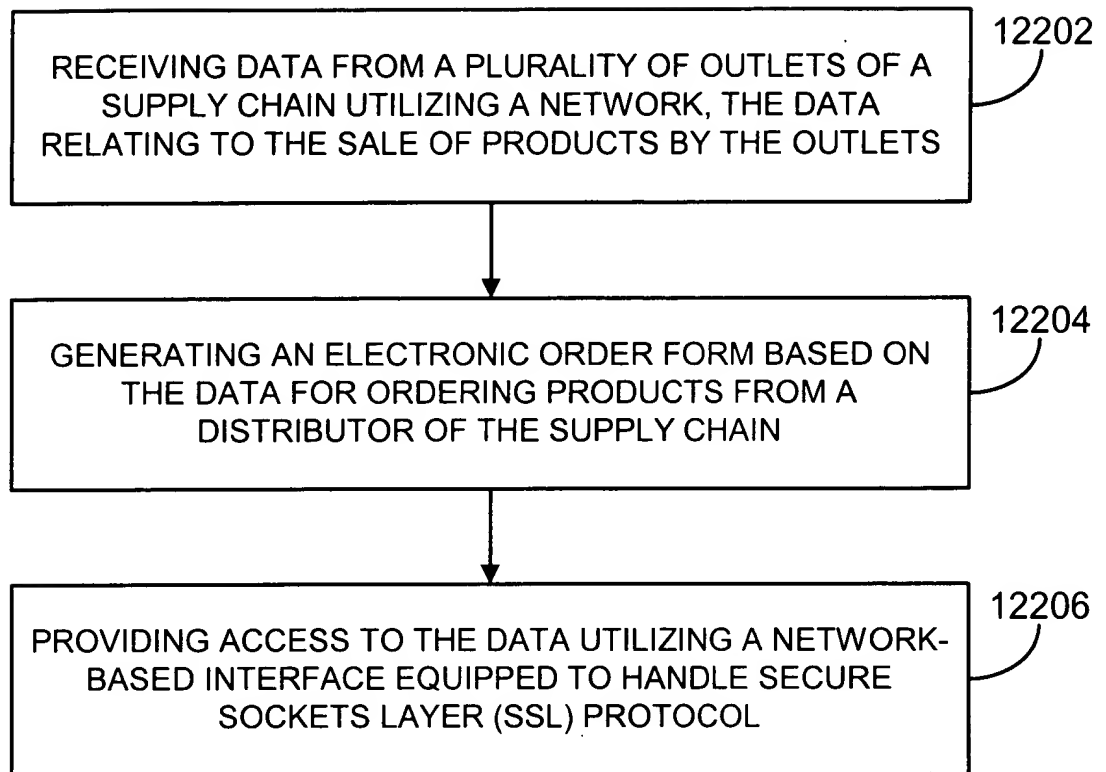 12202
RECEIVING DATA FROM A PLURALITY OF OUTLETS OF A
SUPPLY CHAIN UTILIZING A NETWORK, THE DATA
RELATING TO THE SALE OF PRODUCTS BY THE OUTLETS
12204
GENERATING AN ELECTRONIC ORDER FORM BASED ON
THE DATA FOR ORDERING PRODUCTS FROM A
DISTRIBUTOR OF THE SUPPLY CHAIN
12206
PROVIDING ACCESS TO THE DATA UTILIZING A NETWORK-
BASED INTERFACE EQUIPPED TO HANDLE SECURE
SOCKETS LAYER (SSL) PROTOCOL